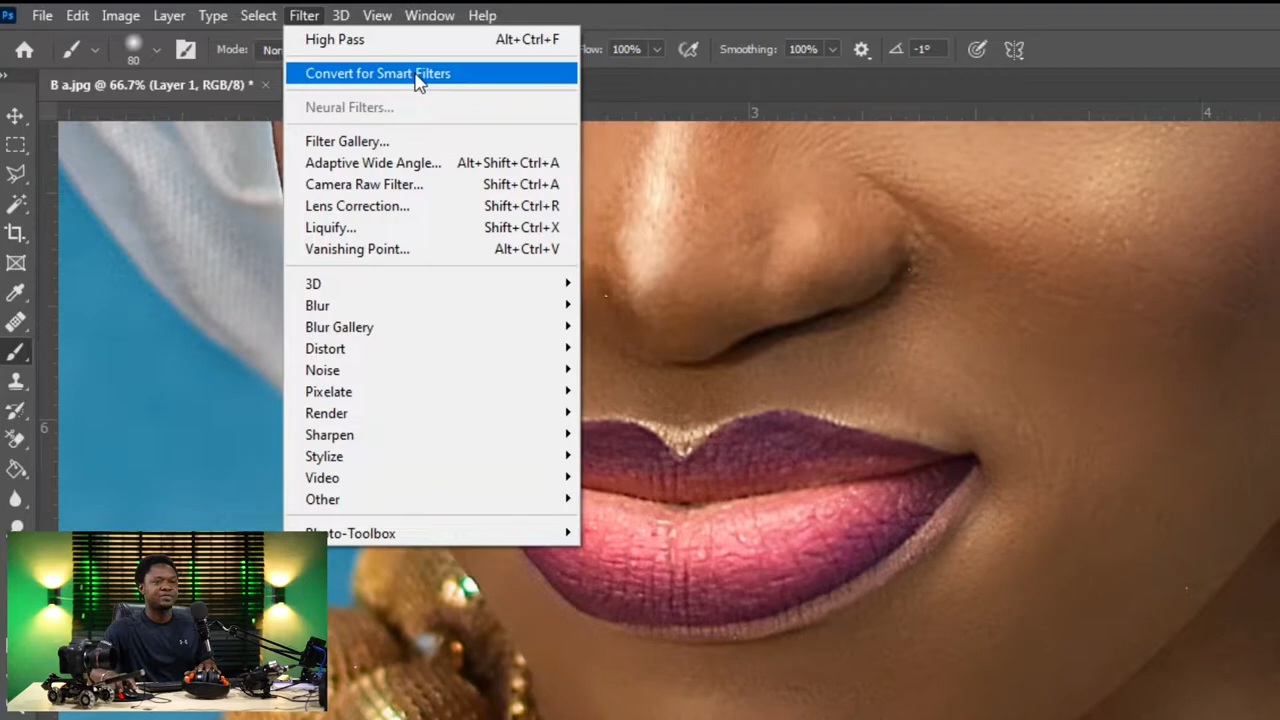 Ps File Edit Image Layer Type Select Filter 3D View Window Help
80 Mode: Flow: 100% Smoothing: 100% -1°
B a.jpg @ 66.7% (Layer 1, RGB/8) *
High Pass Alt+Ctrl+F
Convert for Smart Filters
Neural Filters...
Filter Gallery...
Adaptive Wide Angle... Alt+Shift+Ctrl+A
Camera Raw Filter... Shift+Ctrl+A
Lens Correction... Shift+Ctrl+R
Liquify... Shift+Ctrl+X
Vanishing Point... Alt+Ctrl+V
3D
Blur
Blur Gallery
Distort
Noise
Pixelate
Render
Sharpen
Stylize
Video
Other
Photo-Toolbox
3 4
6